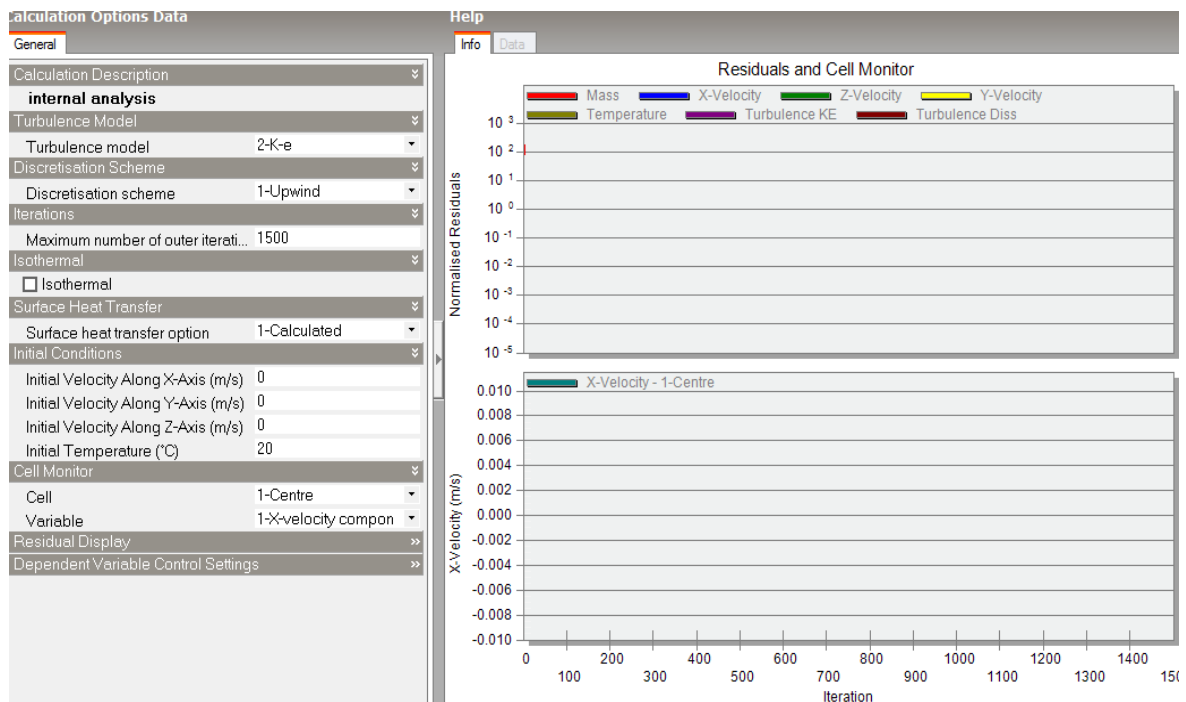 Calculation Options Data
General
Calculation Description
internal analysis
Turbulence Model
Turbulence model 2-K-e
Discretisation Scheme
Discretisation scheme 1-Upwind
Iterations
Maximum number of outer iterati... 1500
Isothermal
Isothermal
Surface Heat Transfer
Surface heat transfer option 1-Calculated
Initial Conditions
Initial Velocity Along X-Axis (m/s) 0
Initial Velocity Along Y-Axis (m/s) 0
Initial Velocity Along Z-Axis (m/s) 0
Initial Temperature (°C) 20
Cell Monitor
Cell 1-Centre
Variable 1-X-velocity compon
Residual Display
Dependent Variable Control Settings
Help
Info Data
Residuals and Cell Monitor
Mass X-Velocity Z-Velocity Y-Velocity
Temperature Turbulence KE Turbulence Diss
Normalised Residuals
10 3
10 2
10 1
10 0
10 -1
10 -2
10 -3
10 -4
10 -5
X-Velocity - 1-Centre
X-Velocity (m/s)
0.010
0.008
0.006
0.004
0.002
0.000
-0.002
-0.004
-0.006
-0.008
-0.010
0 200 400 600 800 1000 1200 1400
100 300 500 700 900 1100 1300 150
Iteration